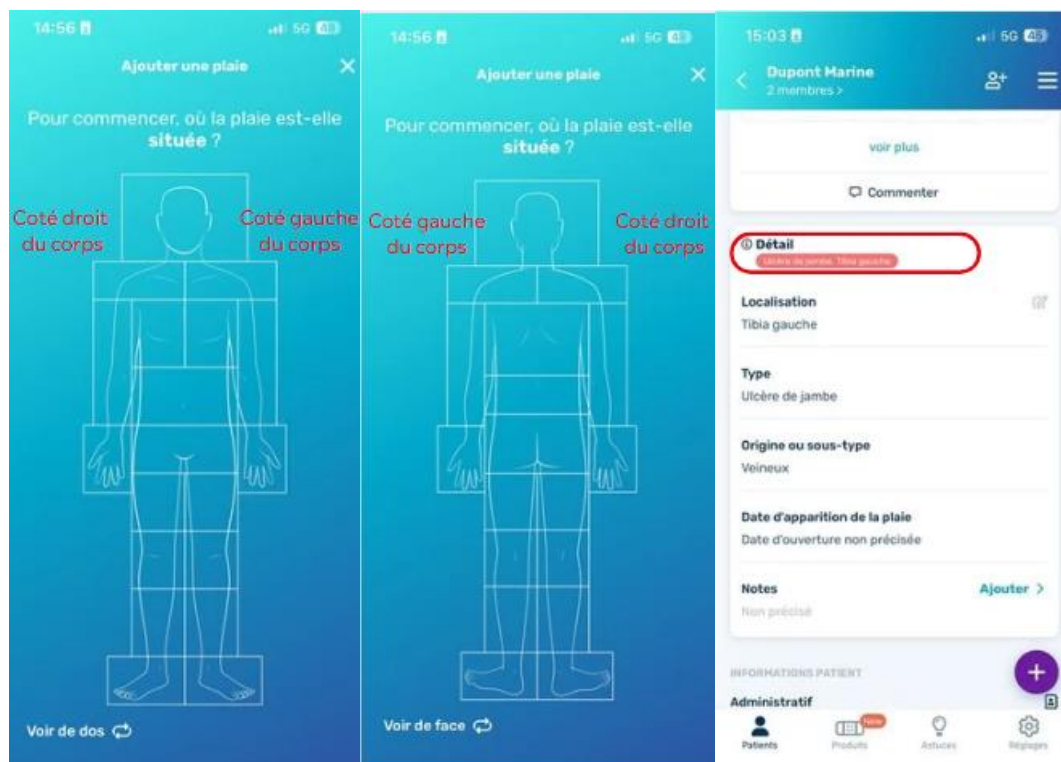 14:56
5G 48
Ajouter une plaie
Pour commencer, où la plaie est-elle
située ?
Coté droit
du corps
Coté gauche
du corps
Voir de dos
14:56
5G 48
Ajouter une plaie
Pour commencer, où la plaie est-elle
située ?
Coté gauche
du corps
Coté droit
du corps
Voir de face
15:03
5G
Dupont Marine
2 membres >
voir plus
Commenter
Détail
Ulcère de jambe, Tibia gauche
Localisation
Tibia gauche
Type
Ulcère de jambe
Origine ou sous-type
Veineux
Date d'apparition de la plaie
Date d'ouverture non précisée
Notes
Ajouter >
Non précisé
INFORMATIONS PATIENT
Administratif
New
Patients
Produits
Astuces
Réglages